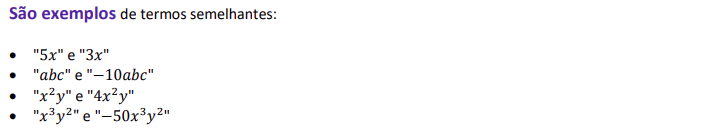 São exemplos de termos semelhantes:
• "5x" e "3x"
• "abc" e "−10abc"
• "x²y" e "4x²y"
• "x³y²" e "−50x³y²"